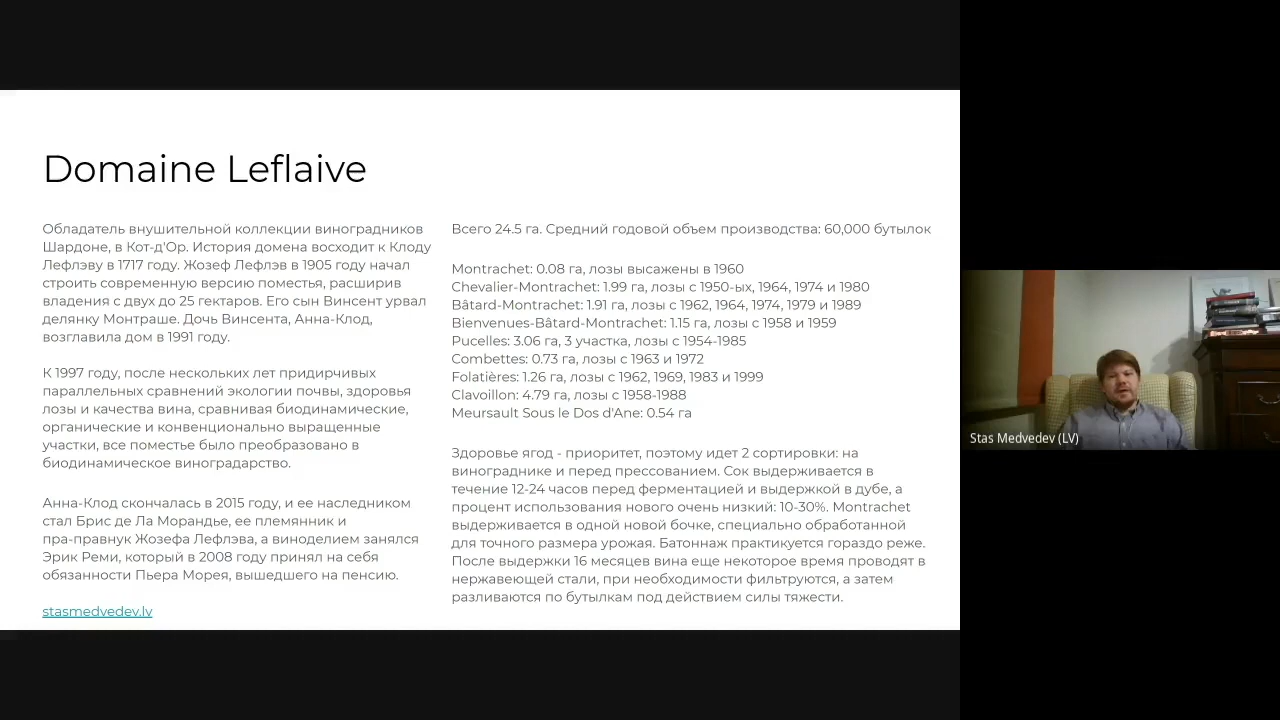 Domaine Leflaive
Обладатель внушительной коллекции виноградников
Шардоне, в Кот-д'Ор. История домена восходит к Клоду
Лефлэву в 1717 году. Жозеф Лефлэв в 1905 году начал
строить современную версию поместья, расширив
владения с двух до 25 гектаров. Его сын Винсент урвал
делянку Монтраше. Дочь Винсента, Анна-Клод,
возглавила дом в 1991 году.
К 1997 году, после нескольких лет придирчивых
параллельных сравнений экологии почвы, здоровья
лозы и качества вина, сравнивая биодинамические,
органические и конвенционально выращенные
участки, все поместье было преобразовано в
биодинамическое виноградарство.
Анна-Клод скончалась в 2015 году, и ее наследником
стал Брис де Ла Морандье, ее племянник и
пра-правнук Жозефа Лефлэва, а виноделием занялся
Эрик Реми, который в 2008 году принял на себя
обязанности Пьера Морея, вышедшего на пенсию.
stasmedvedev.lv
Всего 24.5 га. Средний годовой объем производства: 60,000 бутылок
Montrachet: 0.08 га, лозы высажены в 1960
Chevalier-Montrachet: 1.99 га, лозы с 1950-ых, 1964, 1974 и 1980
Bâtard-Montrachet: 1.91 га, лозы с 1962, 1964, 1974, 1979 и 1989
Bienvenues-Bâtard-Montrachet: 1.15 га, лозы с 1958 и 1959
Pucelles: 3.06 га, 3 участка, лозы с 1954-1985
Combettes: 0.73 га, лозы с 1963 и 1972
Folatières: 1.26 га, лозы с 1962, 1969, 1983 и 1999
Clavoillon: 4.79 га, лозы с 1958-1988
Meursault Sous le Dos d'Ane: 0.54 га
Здоровье ягод - приоритет, поэтому идет 2 сортировки: на
винограднике и перед прессованием. Сок выдерживается в
течение 12-24 часов перед ферментацией и выдержкой в дубе, а
процент использования нового очень низкий: 10-30%. Montrachet
выдерживается в одной новой бочке, специально обработанной
для точного размера урожая. Батоннаж практикуется гораздо реже.
После выдержки 16 месяцев вина еще некоторое время проводят в
нержавеющей стали, при необходимости фильтруются, а затем
разливаются по бутылкам под действием силы тяжести.
Stas Medvedev (LV)